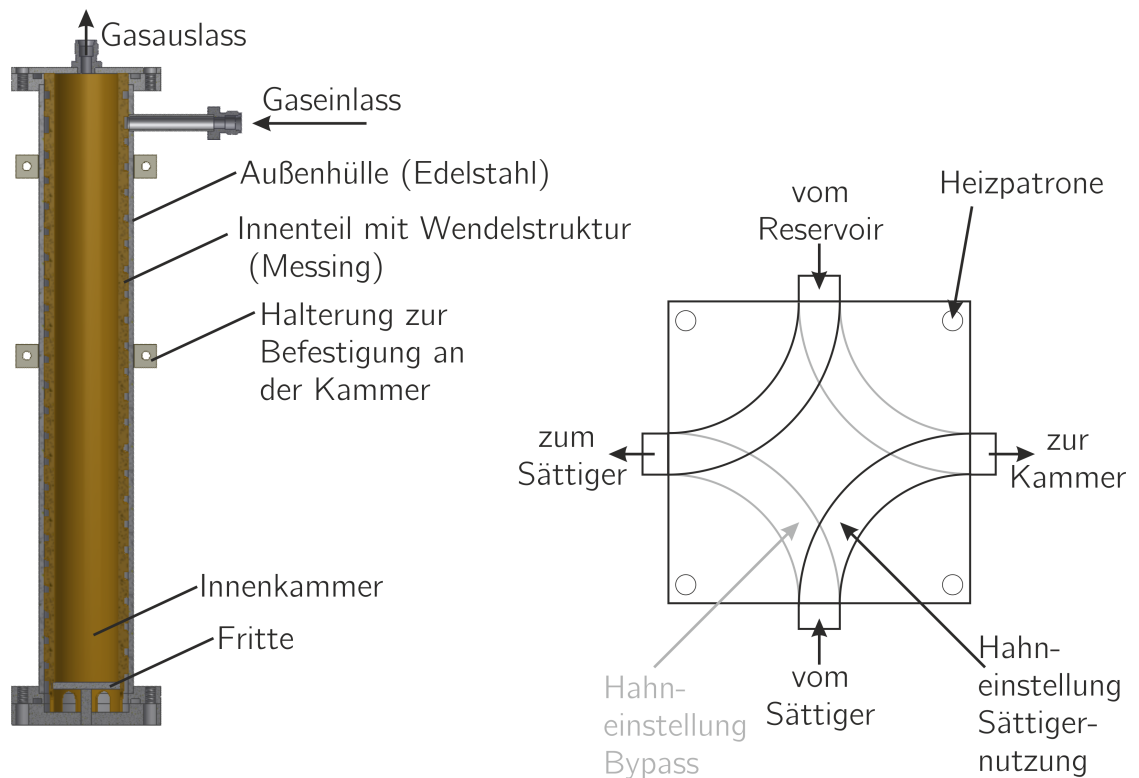 Gasauslass
Gaseinlass
Außenhülle (Edelstahl)
Innenteil mit Wendelstruktur
(Messing)
Halterung zur
Befestigung an
der Kammer
Innenkammer
Fritte
vom
Reservoir
Heizpatrone
zum
Sättiger
zur
Kammer
vom
Sättiger
Hahn-
einstellung
Bypass
Hahn-
einstellung
Sättiger-
nutzung